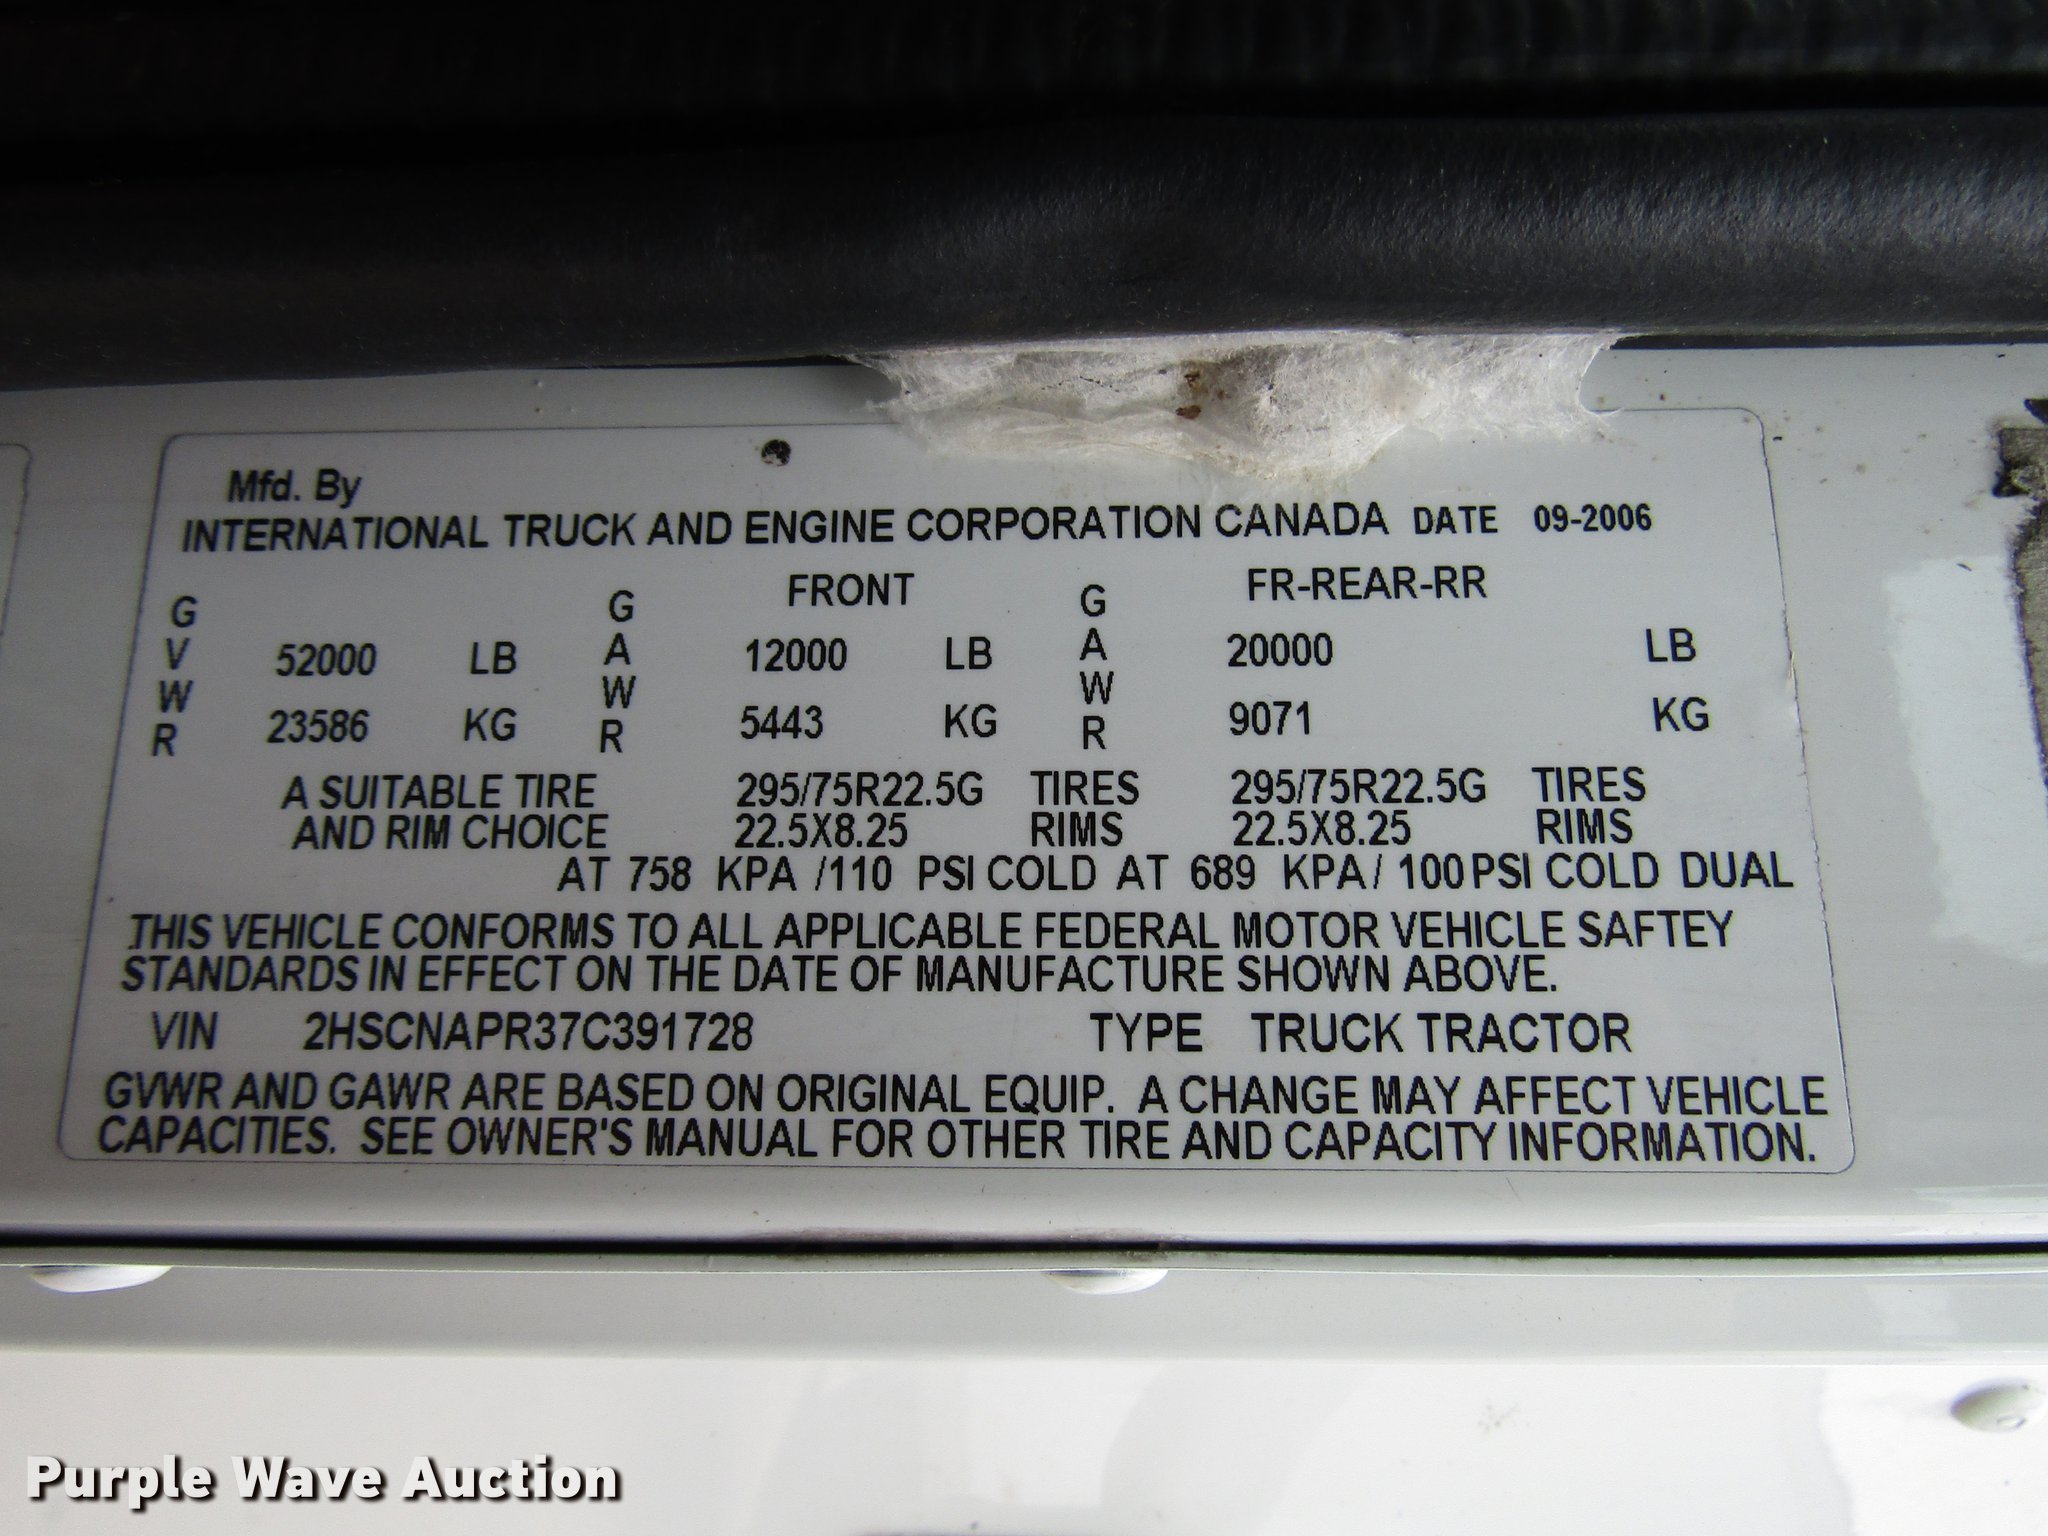 Mfd. By
INTERNATIONAL TRUCK AND ENGINE CORPORATION CANADA DATE 09-2006
FRONT FR-REAR-RR
GVWR 52000 LB GAWR 12000 LB GAWR 20000 LB
23586 KG 5443 KG 9071 KG
A SUITABLE TIRE 295/75R22.5G TIRES 295/75R22.5G TIRES
AND RIM CHOICE 22.5X8.25 RIMS 22.5X8.25 RIMS
AT 758 KPA /110 PSI COLD AT 689 KPA/ 100 PSI COLD DUAL
THIS VEHICLE CONFORMS TO ALL APPLICABLE FEDERAL MOTOR VEHICLE SAFTEY
STANDARDS IN EFFECT ON THE DATE OF MANUFACTURE SHOWN ABOVE.
VIN 2HSCNAPR37C391728 TYPE TRUCK TRACTOR
GVWR AND GAWR ARE BASED ON ORIGINAL EQUIP. A CHANGE MAY AFFECT VEHICLE
CAPACITIES. SEE OWNER'S MANUAL FOR OTHER TIRE AND CAPACITY INFORMATION.
Purple Wave Auction